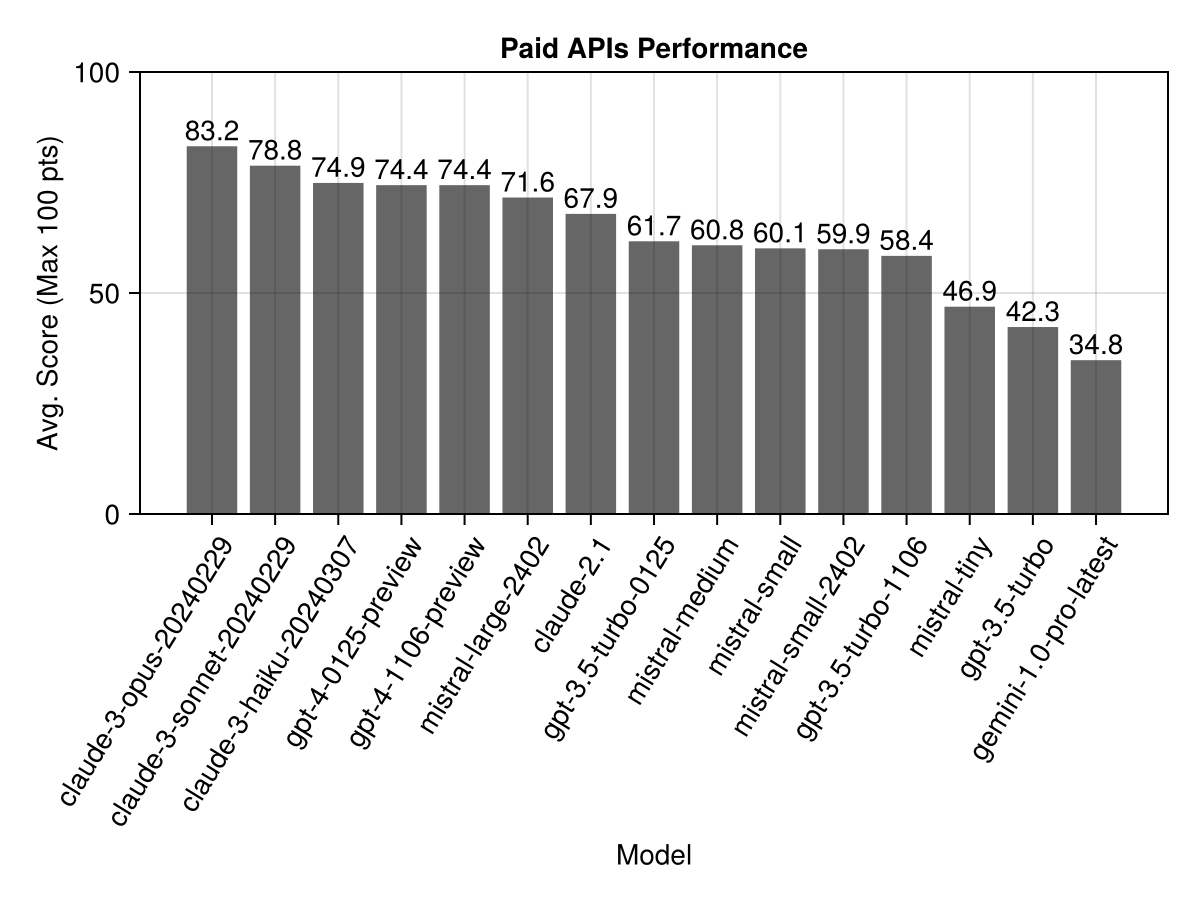 Paid APIs Performance
Avg. Score (Max 100 pts)
100
50
0
83.2
78.8
74.9
74.4
74.4
71.6
67.9
61.7
60.8
60.1
59.9
58.4
46.9
42.3
34.8
claude-3-opus-20240229
claude-3-sonnet-20240229
claude-3-haiku-20240307
gpt-4-0125-preview
gpt-4-1106-preview
mistral-large-2402
claude-2.1
gpt-3.5-turbo-0125
mistral-medium
mistral-small
mistral-small-2402
gpt-3.5-turbo-1106
mistral-tiny
gpt-3.5-turbo
gemini-1.0-pro-latest
Model